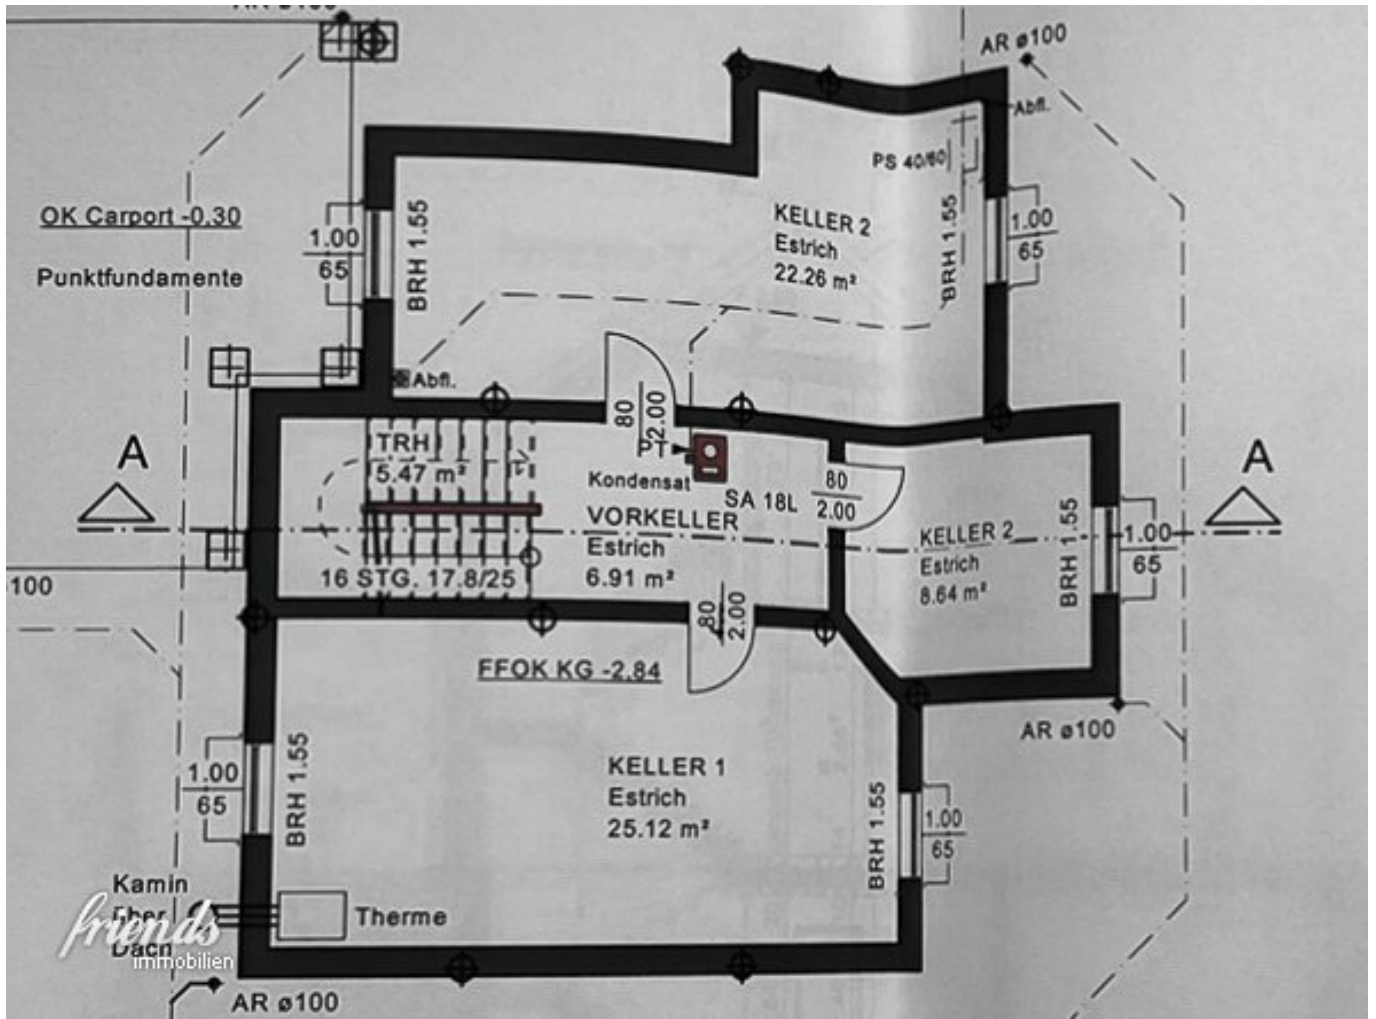 AR ø100
AR ø100
Abfl.
PS 40/60
OK Carport -0.30
Punktfundamente
1.00
65
BRH 1.55
KELLER 2
Estrich
22.26 m²
BRH 1.55
1.00
65
Abfl.
80
2.00
A
TRH
5.47 m²
PT
Kondensat
SA 18L
80
2.00
A
VORKELLER
Estrich
6.91 m²
16 STG. 17.8/25
KELLER 2
Estrich
8.64 m²
BRH 1.55
1.00
65
100
80
2.00
FFOK KG -2.84
AR ø100
1.00
65
BRH 1.55
KELLER 1
Estrich
25.12 m²
BRH 1.55
1.00
65
Kamin
über
Dach
Therme
friends
immobilien
AR ø100